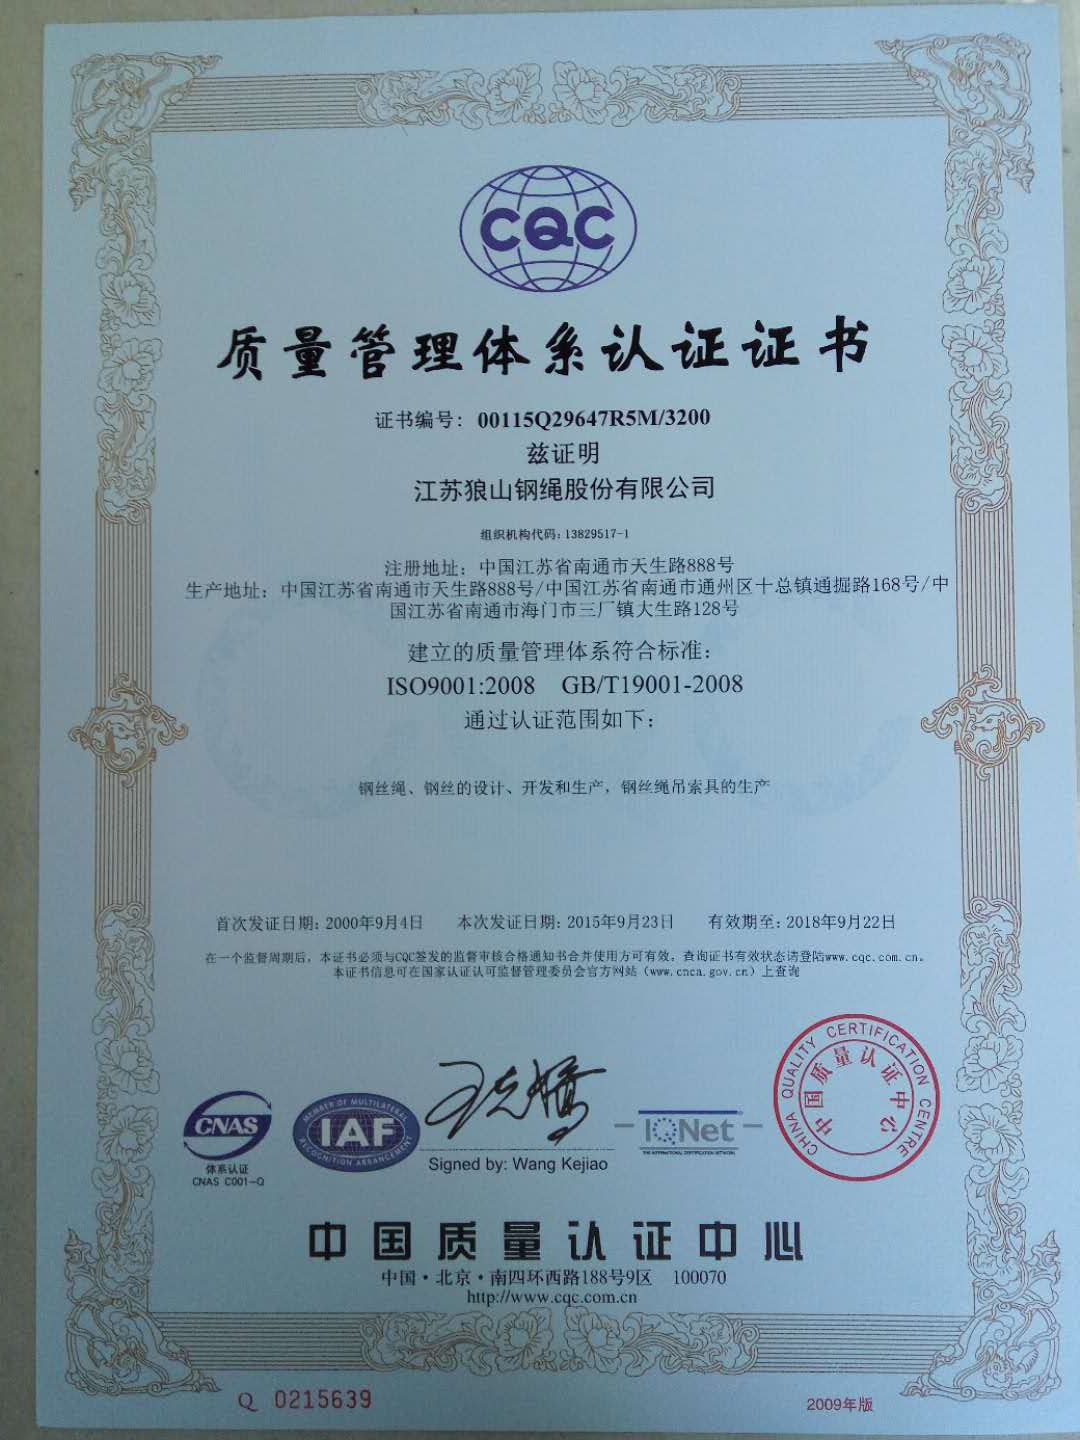 CQC
质量管理体系认证证书
证书编号：00115Q29647R5M/3200
兹证明
江苏狼山钢绳股份有限公司
组织机构代码：13829517-1
注册地址：中国江苏省南通市天生路888号
生产地址：中国江苏省南通市天生路888号/中国江苏省南通市通州区十总镇通掘路168号/中
国江苏省南通市海门市三厂镇大生路128号
建立的质量管理体系符合标准：
ISO9001:2008 GB/T19001-2008
通过认证范围如下：
钢丝绳、钢丝的设计、开发和生产，钢丝绳吊索具的生产
首次发证日期：2000年9月4日 本次发证日期：2015年9月23日 有效期至：2018年9月22日
在一个监督周期后，本证书必须与CQC签发的监督审核合格通知书合并使用方可有效。查询证书有效状态请登陆www.cqc.com.cn。
本证书信息可在国家认证认可监督管理委员会官方网站（www.cnca.gov.cn）上查询
CHINA QUALITY CERTIFICATION CENTRE
中国质量认证中心
CNAS
体系认证
CNAS C001-Q
MEMBER OF MULTILATERAL
IAF
RECOGNITION ARRANGEMENT
王克娇
Signed by: Wang Kejiao
IQNet
THE INTERNATIONAL CERTIFICATION NETWORK
中国质量认证中心
中国·北京·南四环西路188号9区 100070
http://www.cqc.com.cn
Q 0215639
2009年版